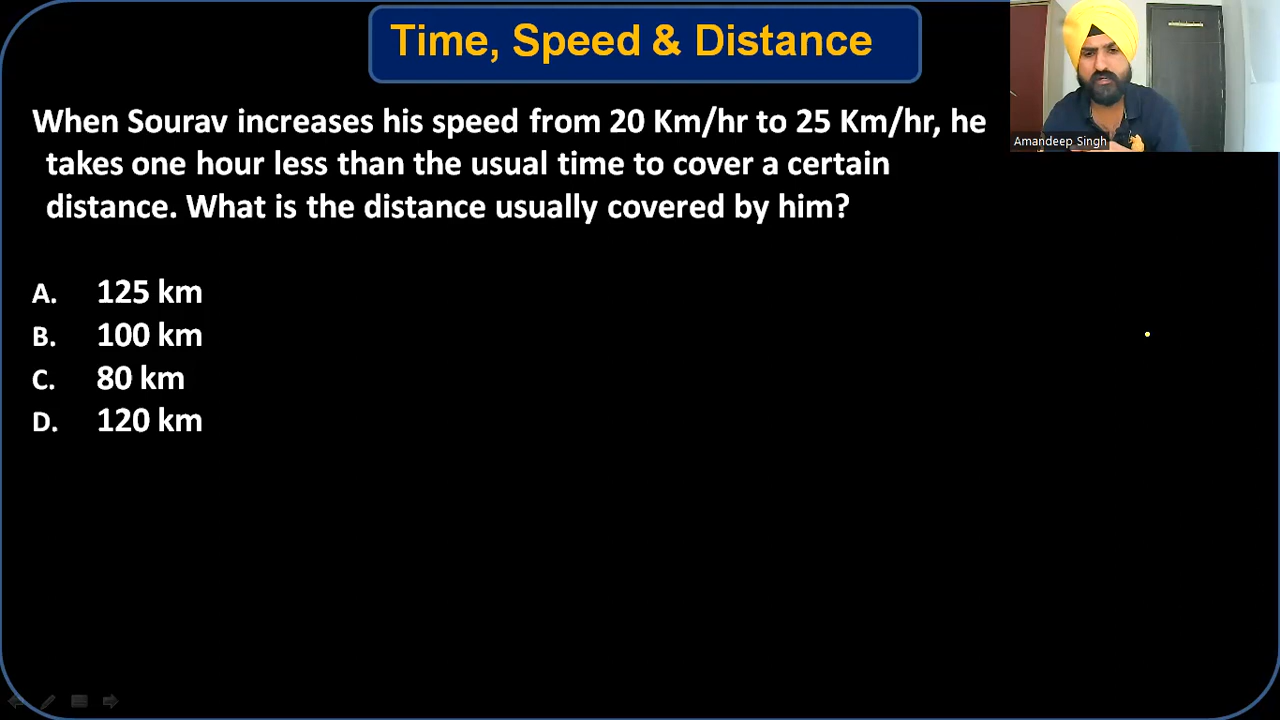 Time, Speed & Distance
Amandeep Singh
When Sourav increases his speed from 20 Km/hr to 25 Km/hr, he
takes one hour less than the usual time to cover a certain
distance. What is the distance usually covered by him?
A. 125 km
B. 100 km
C. 80 km
D. 120 km